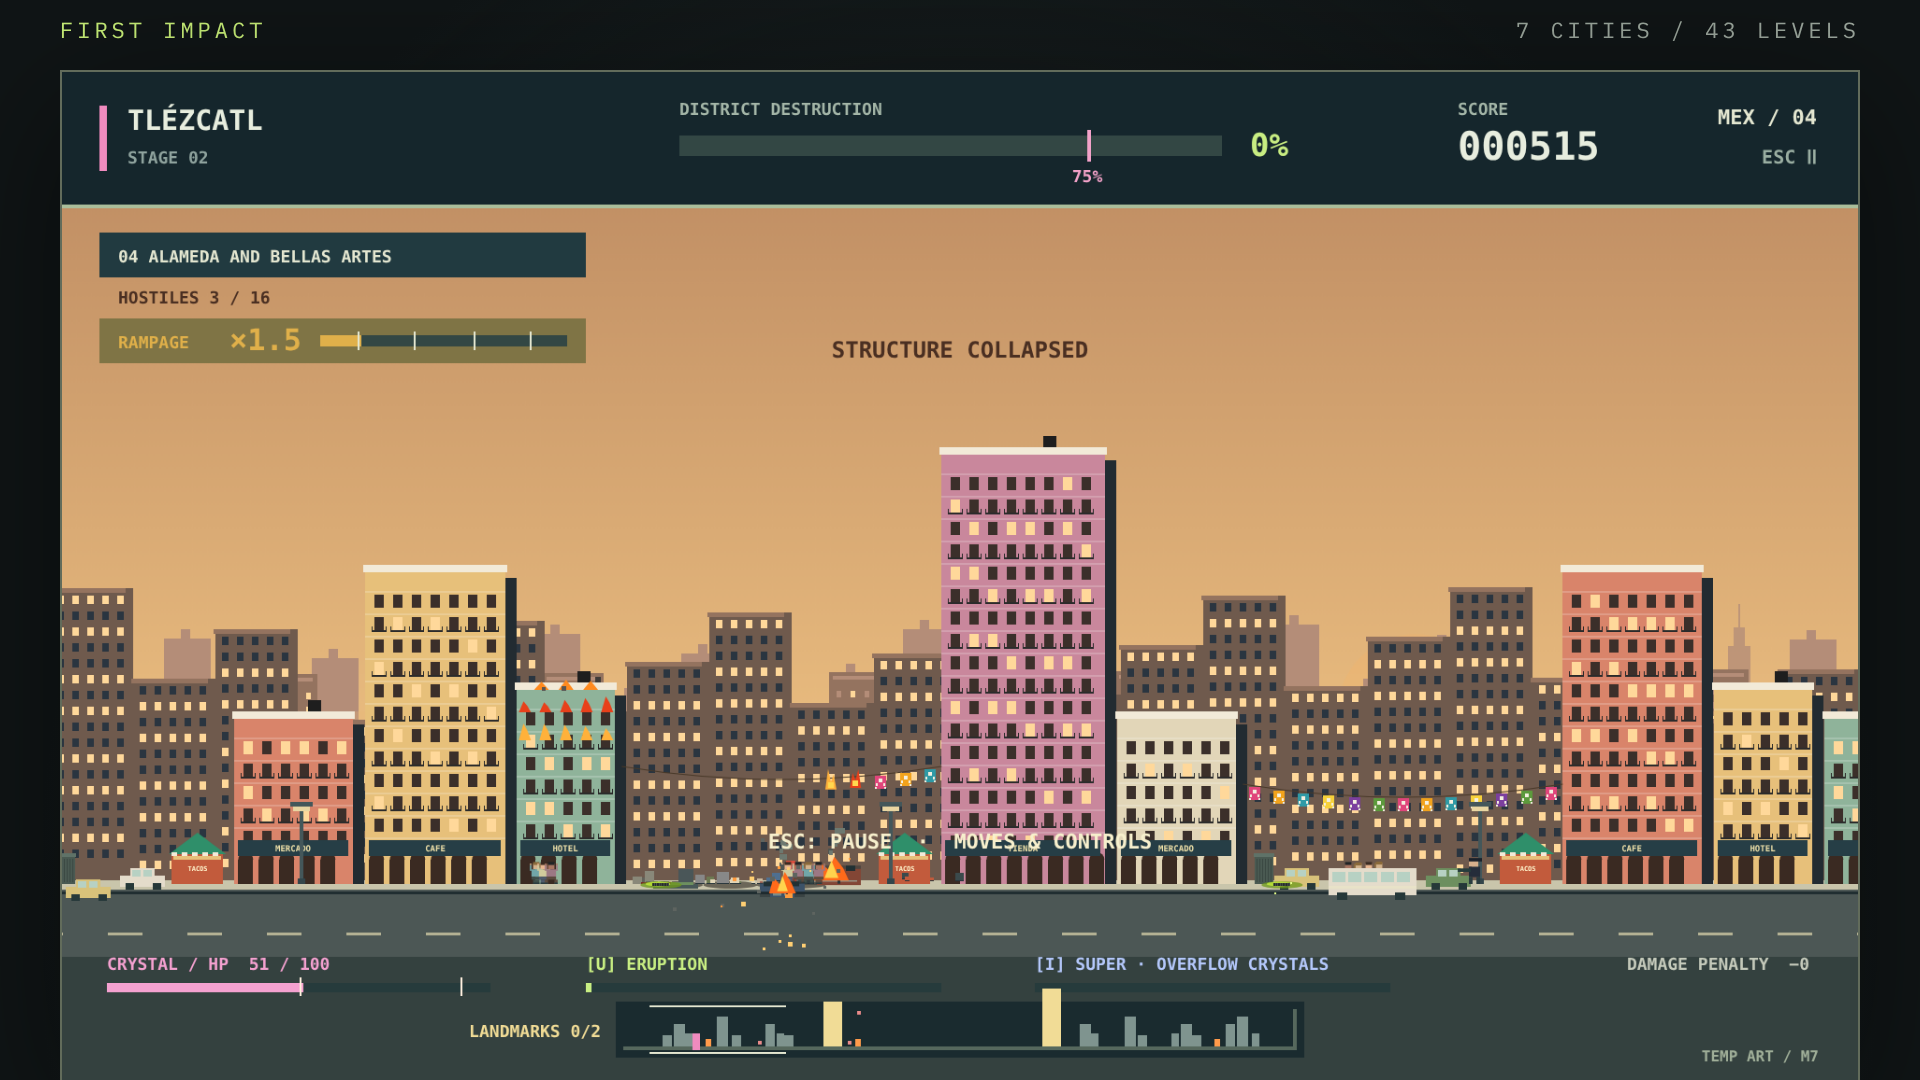 FIRST IMPACT
7 CITIES / 43 LEVELS
TLÉZCATL
STAGE 02
DISTRICT DESTRUCTION
0%
75%
SCORE
000515
MEX / 04
ESC II
04 ALAMEDA AND BELLAS ARTES
HOSTILES 3 / 16
RAMPAGE ×1.5
STRUCTURE COLLAPSED
ESC: PAUSE · MOVES & CONTROLS
MERCADO
CAFE
HOTEL
TIENDA
MERCADO
CAFE
HOTEL
TACOS
TACOS
TACOS
CRYSTAL / HP 51 / 100
[U] ERUPTION
[I] SUPER · OVERFLOW CRYSTALS
DAMAGE PENALTY −0
LANDMARKS 0/2
TEMP ART / M7